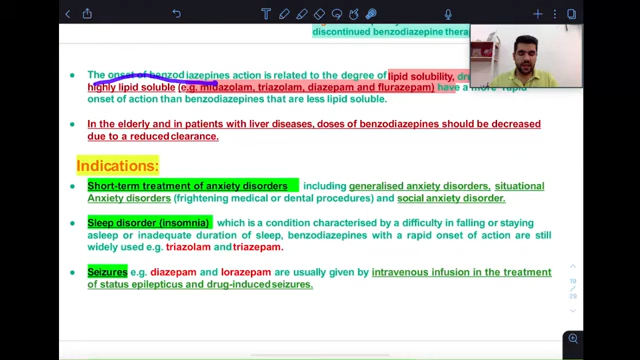 discontinued benzodiazepine thera
The onset of benzodiazepines action is related to the degree of lipid solubility,
highly lipid soluble (e.g. midazolam, triazolam, diazepam and flurazepam) have a more rapid
onset of action than benzodiazepines that are less lipid soluble.
In the elderly and in patients with liver diseases, doses of benzodiazepines should be decreased
due to a reduced clearance.
Indications:
Short-term treatment of anxiety disorders including generalised anxiety disorders, situational
Anxiety disorders (frightening medical or dental procedures) and social anxiety disorder.
Sleep disorder (insomnia) which is a condition characterised by a difficulty in falling or staying
asleep or inadequate duration of sleep, benzodiazepines with a rapid onset of action are still
widely used e.g. triazolam and triazepam.
Seizures e.g. diazepam and lorazepam are usually given by intravenous infusion in the treatment
of status epilepticus and drug-induced seizures.
19
/
29